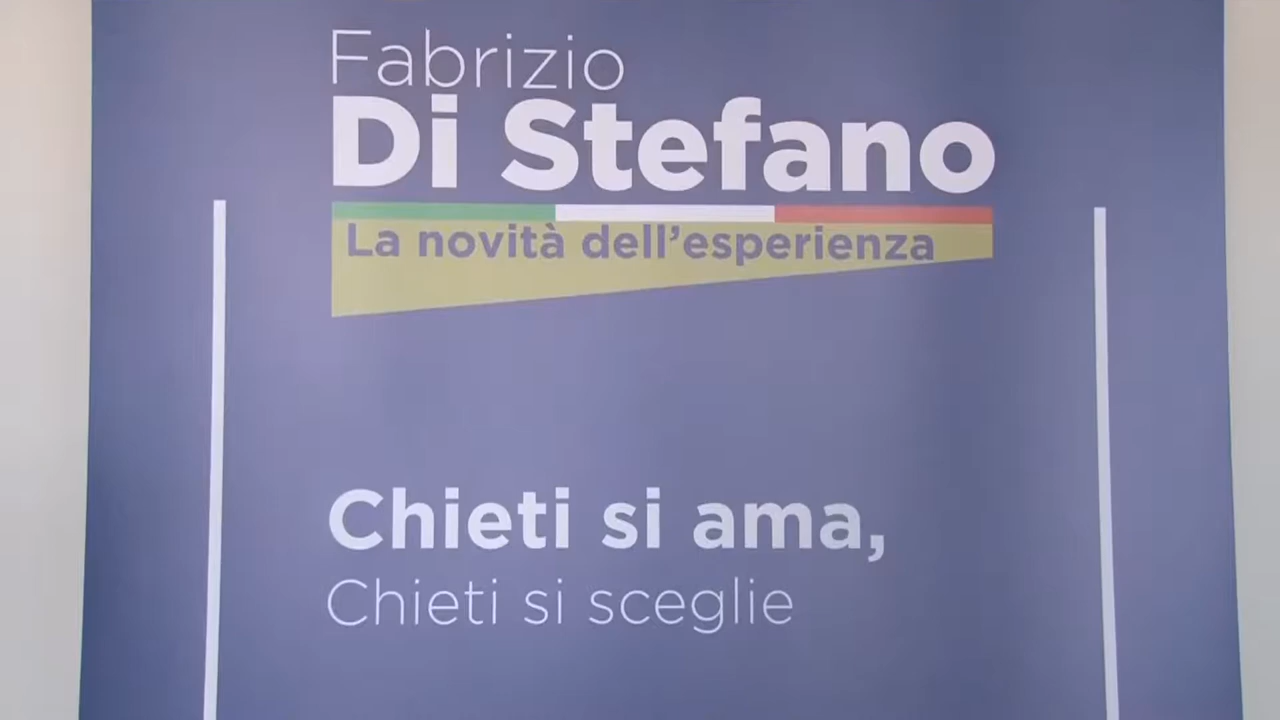 Fabrizio
Di Stefano
La novità dell’esperienza
Chieti si ama,
Chieti si sceglie